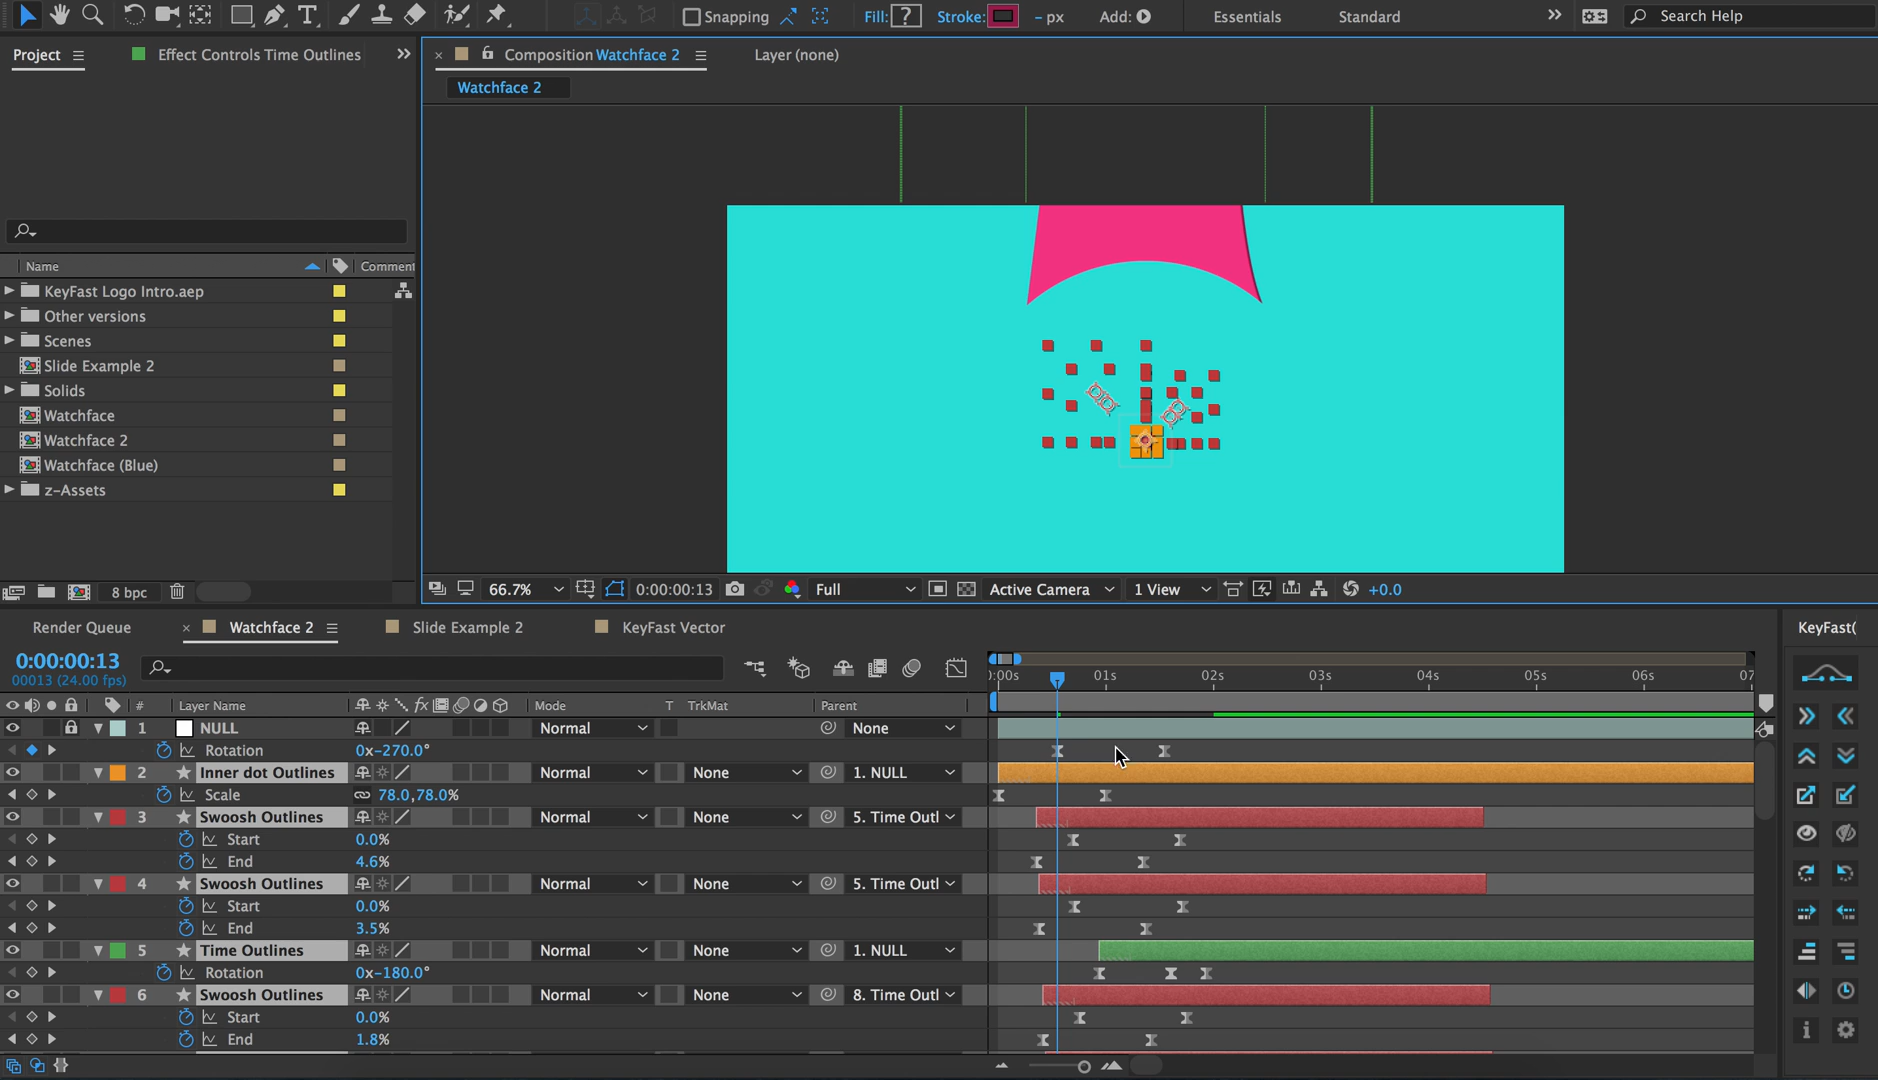 Snapping
Fill: ?
Stroke:
- px
Add:
Essentials
Standard
Search Help
Project
Effect Controls Time Outlines
Composition Watchface 2
Layer (none)
Watchface 2
Name
Comment
KeyFast Logo Intro.aep
Other versions
Scenes
Slide Example 2
Solids
Watchface
Watchface 2
Watchface (Blue)
z-Assets
8 bpc
66.7%
0:00:00:13
Full
Active Camera
1 View
+0.0
Render Queue
Watchface 2
Slide Example 2
KeyFast Vector
KeyFast(
0:00:00:13
00013 (24.00 fps)
):00s
01s
02s
03s
04s
05s
06s
07
#
Layer Name
fx
Mode
T
TrkMat
Parent
1
NULL
Normal
None
Rotation
0x-270.0°
2
Inner dot Outlines
Normal
None
1. NULL
Scale
78.0,78.0%
3
Swoosh Outlines
Normal
None
5. Time Outl
Start
0.0%
End
4.6%
4
Swoosh Outlines
Normal
None
5. Time Outl
Start
0.0%
End
3.5%
5
Time Outlines
Normal
None
1. NULL
Rotation
0x-180.0°
6
Swoosh Outlines
Normal
None
8. Time Outl
Start
0.0%
End
1.8%